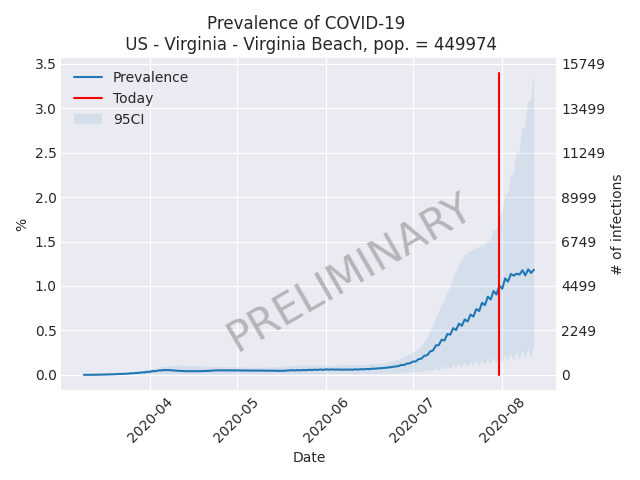 Prevalence of COVID-19
US - Virginia - Virginia Beach, pop. = 449974
3.5
3.0
2.5
2.0
1.5
1.0
0.5
0.0
%
Prevalence
Today
95CI
PRELIMINARY
15749
13499
11249
8999
6749
4499
2249
0
# of infections
2020-04
2020-05
2020-06
2020-07
2020-08
Date